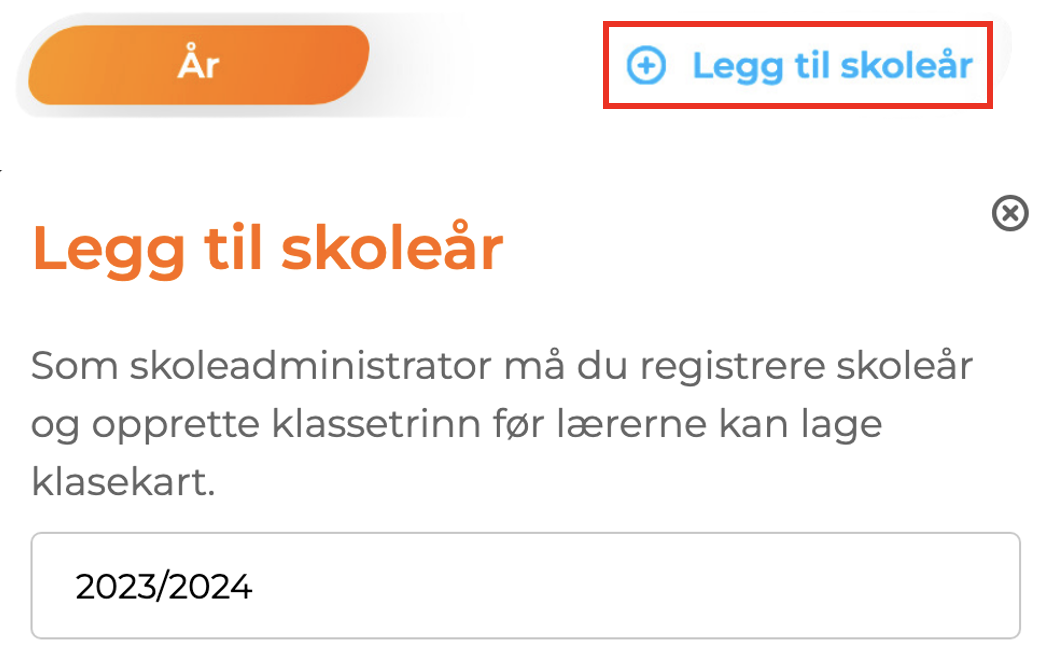 År
Legg til skoleår
Legg til skoleår
Som skoleadministrator må du registrere skoleår
og opprette klassetrinn før lærerne kan lage
klasekart.
2023/2024